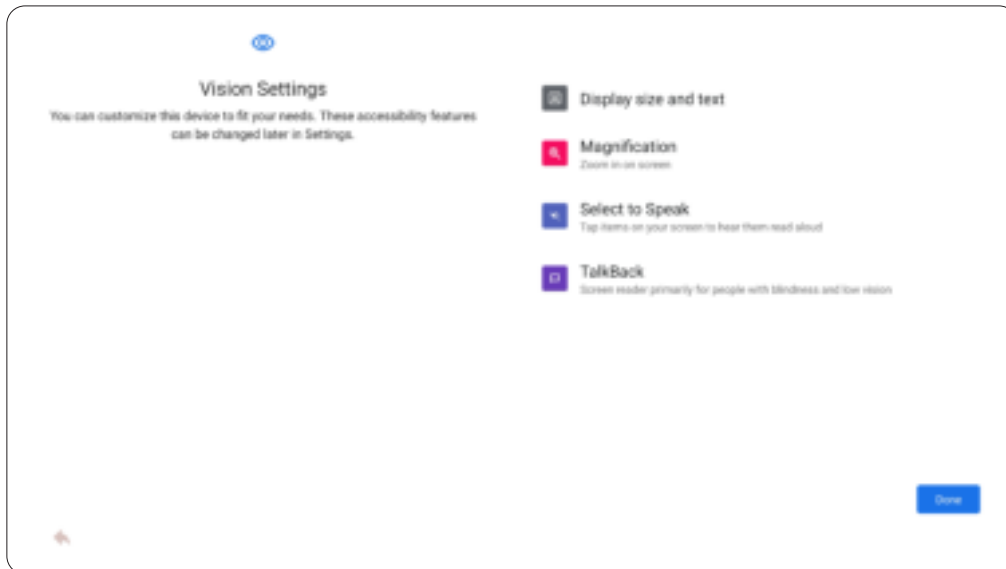 Vision Settings
You can customize this device to fit your needs. These accessibility features
can be changed later in Settings.
Display size and text
Magnification
Zoom in on screen
Select to Speak
Tap items on your screen to hear them read aloud
TalkBack
Screen reader primarily for people with blindness and low vision
Done